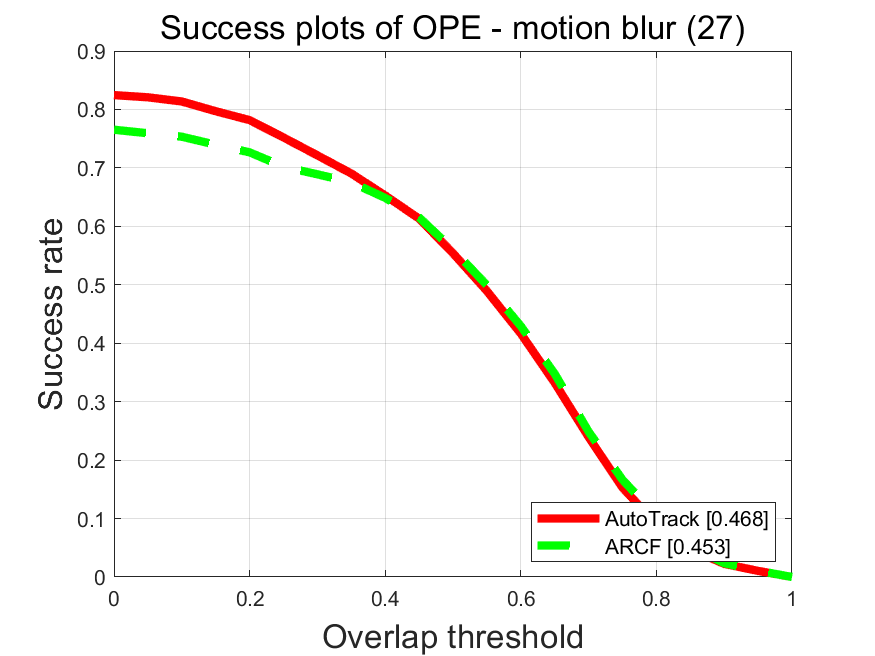 Success plots of OPE - motion blur (27)
0.9
0.8
0.7
0.6
0.5
0.4
0.3
0.2
0.1
0
Success rate
AutoTrack [0.468]
ARCF [0.453]
0 0.2 0.4 0.6 0.8 1
Overlap threshold